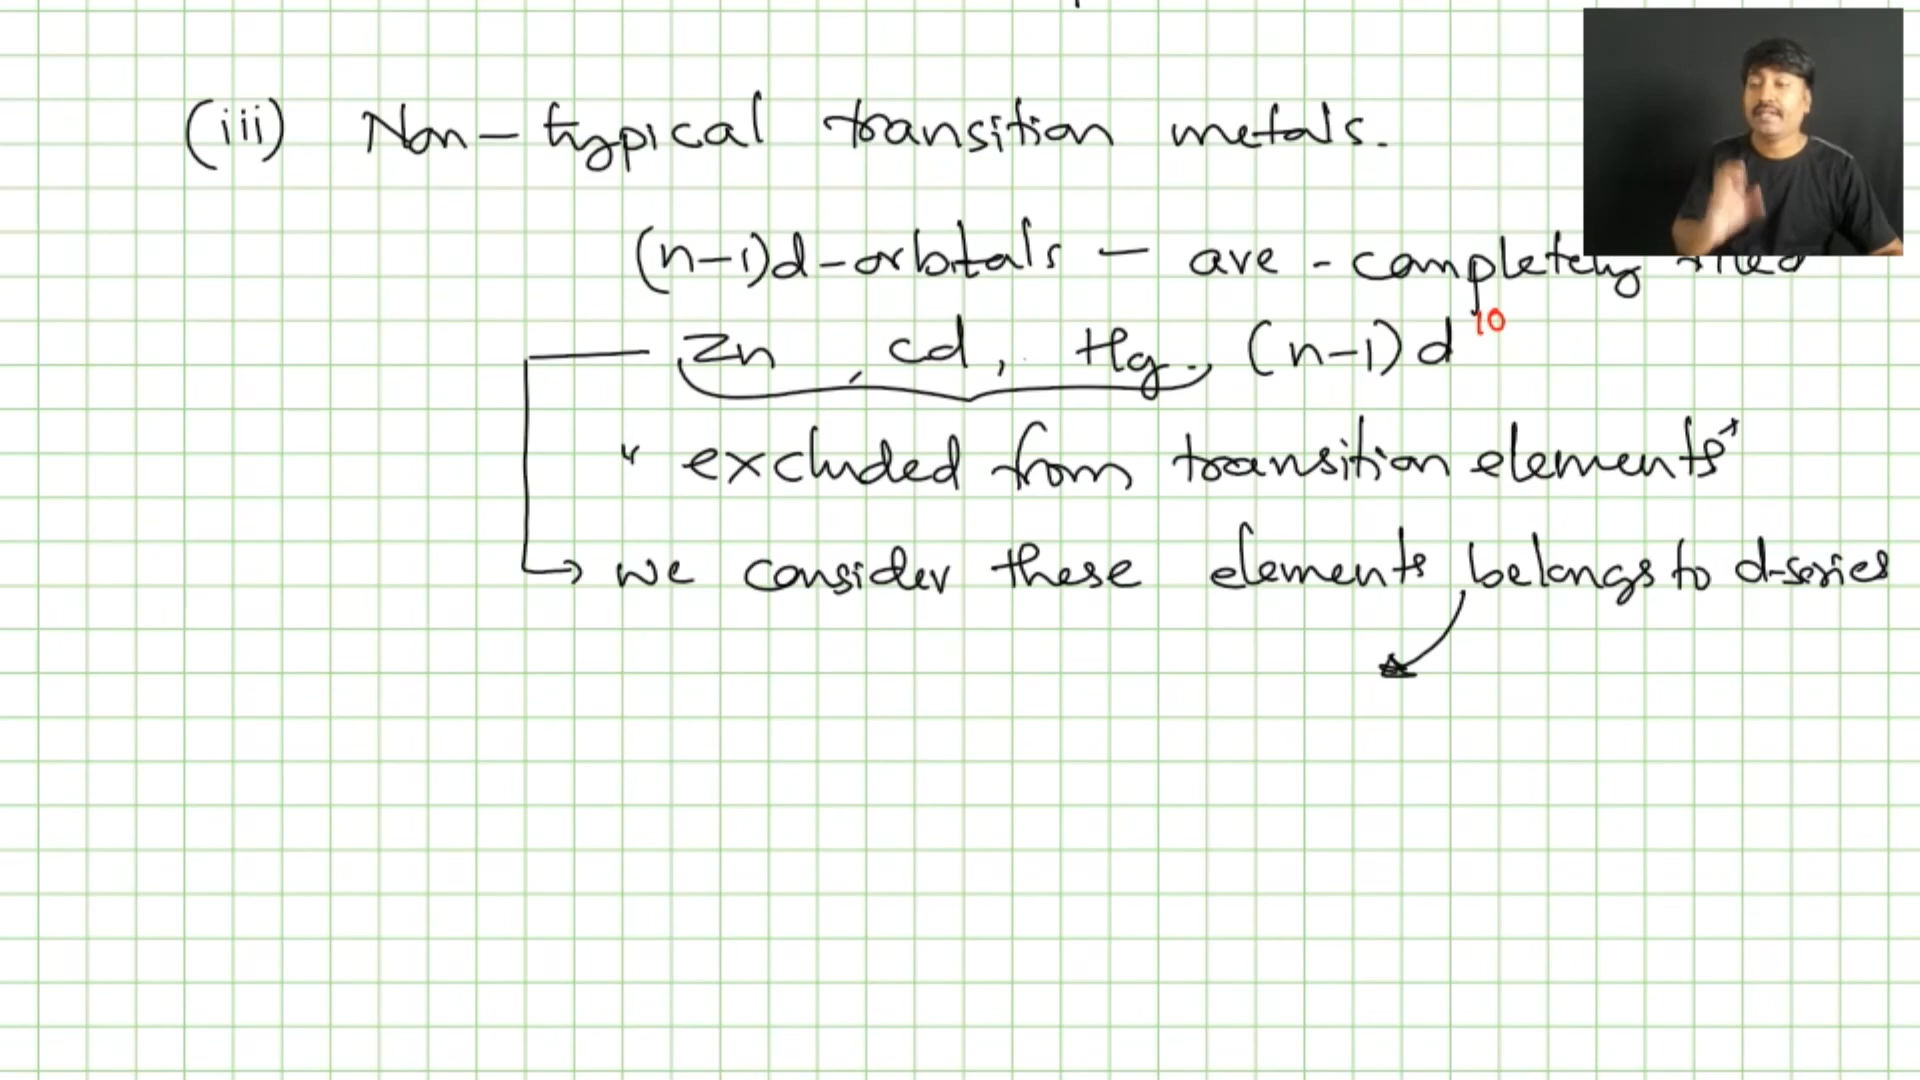 (iii) Non-typical transition metals.
(n-1)d-orbitals - are - completely filled
Zn, Cd, Hg. (n-1)d¹⁰
"excluded from transition elements"
we consider these elements belongs to d-series